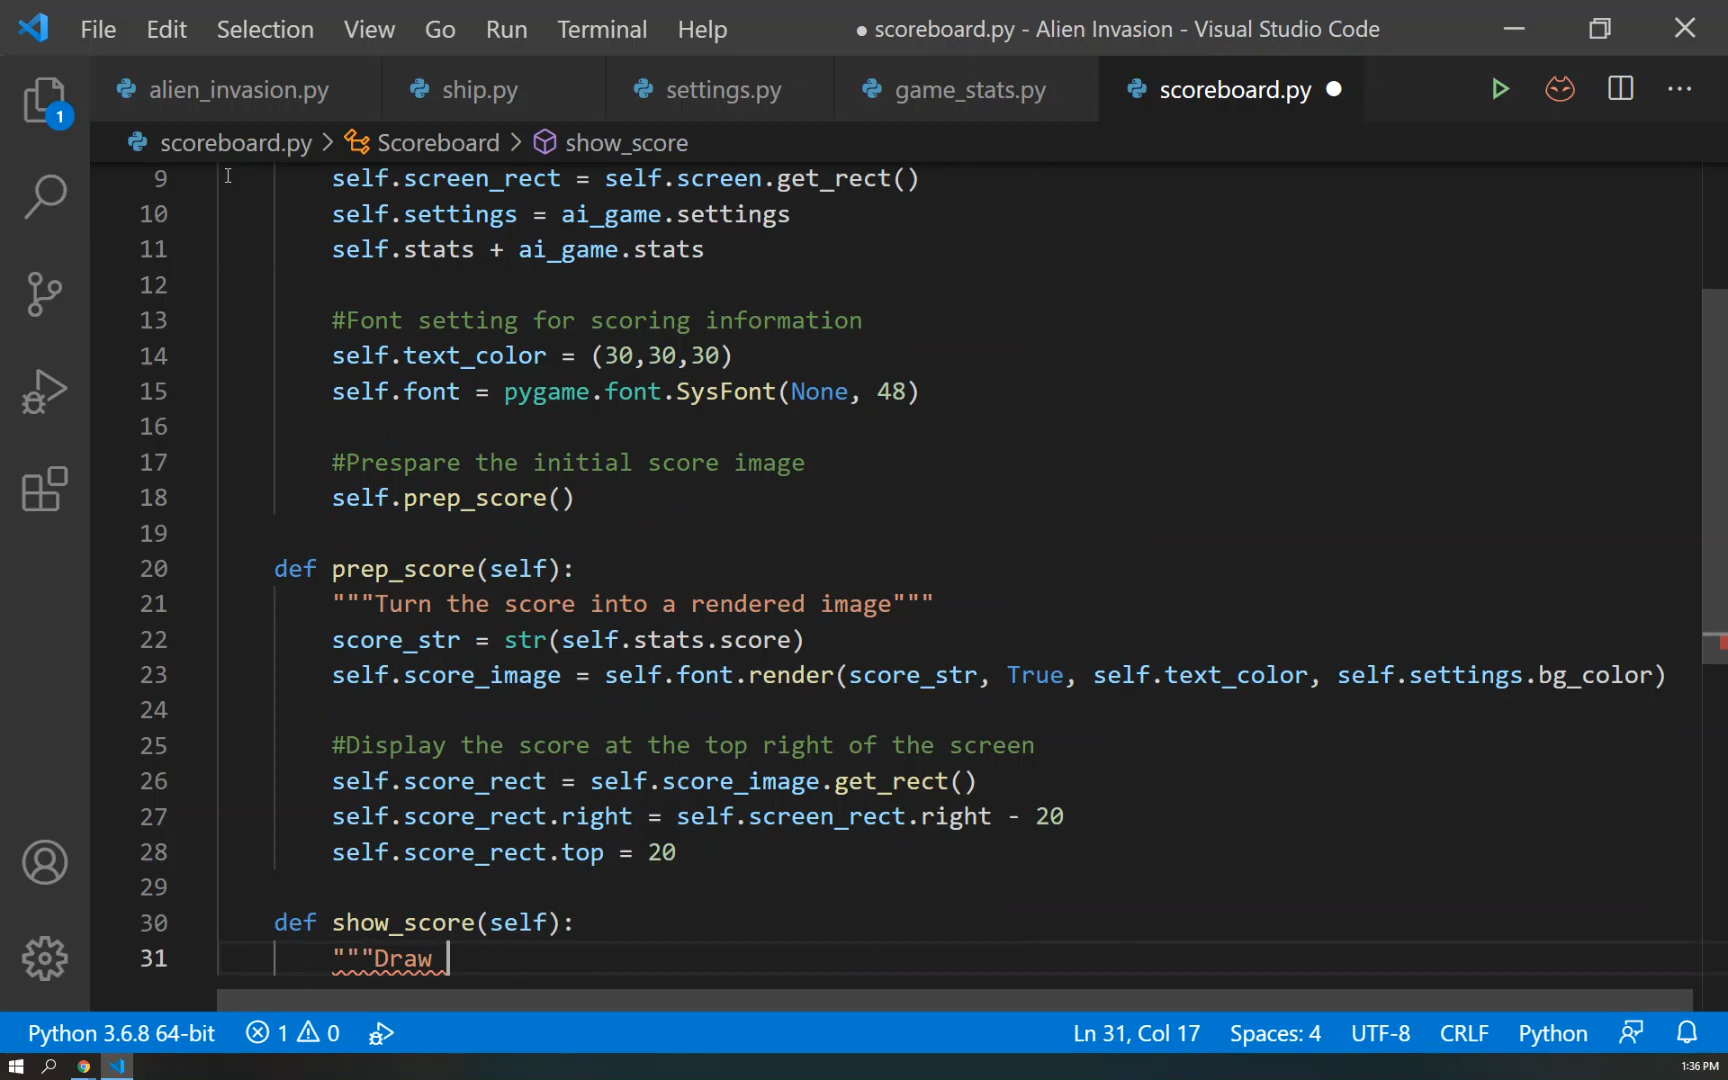 File Edit Selection View Go Run Terminal Help ● scoreboard.py - Alien Invasion - Visual Studio Code
alien_invasion.py ship.py settings.py game_stats.py scoreboard.py
1
scoreboard.py > Scoreboard > show_score
9 self.screen_rect = self.screen.get_rect()
10 self.settings = ai_game.settings
11 self.stats + ai_game.stats
12
13 #Font setting for scoring information
14 self.text_color = (30,30,30)
15 self.font = pygame.font.SysFont(None, 48)
16
17 #Prespare the initial score image
18 self.prep_score()
19
20 def prep_score(self):
21 """Turn the score into a rendered image"""
22 score_str = str(self.stats.score)
23 self.score_image = self.font.render(score_str, True, self.text_color, self.settings.bg_color)
24
25 #Display the score at the top right of the screen
26 self.score_rect = self.score_image.get_rect()
27 self.score_rect.right = self.screen_rect.right - 20
28 self.score_rect.top = 20
29
30 def show_score(self):
31 """Draw
Python 3.6.8 64-bit 1 0 Ln 31, Col 17 Spaces: 4 UTF-8 CRLF Python
1:36 PM